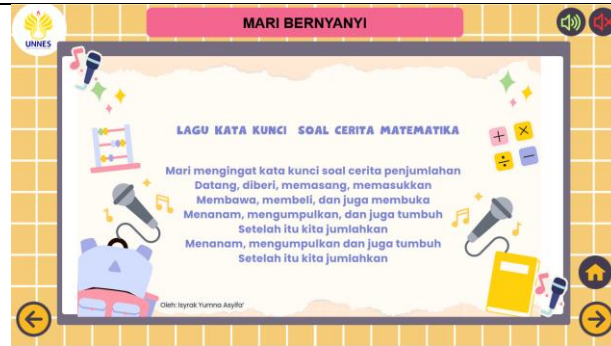 MARI BERNYANYI
UNNES
LAGU KATA KUNCI SOAL CERITA MATEMATIKA
Mari mengingat kata kunci soal cerita penjumlahan
Datang, diberi, memasang, memasukkan
Membawa, membeli, dan juga membuka
Menanam, mengumpulkan, dan juga tumbuh
Setelah itu kita jumlahkan
Menanam, mengumpulkan dan juga tumbuh
Setelah itu kita jumlahkan
Oleh: Isyrak Yumna Asyifa'